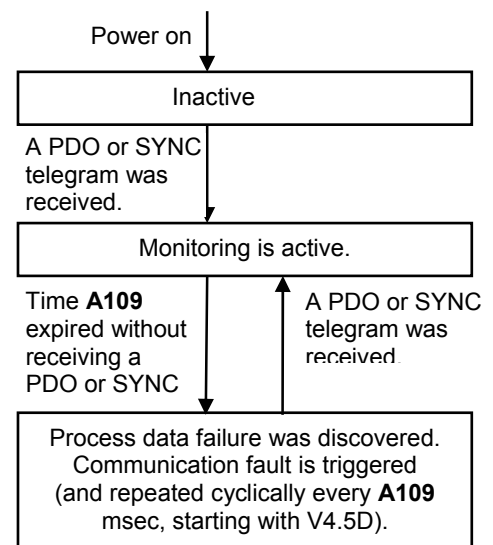 Power on
Inactive
A PDO or SYNC
telegram was
received.
Monitoring is active.
Time A109
expired without
receiving a
PDO or SYNC
A PDO or SYNC
telegram was
received.
Process data failure was discovered.
Communication fault is triggered
(and repeated cyclically every A109
msec, starting with V4.5D).